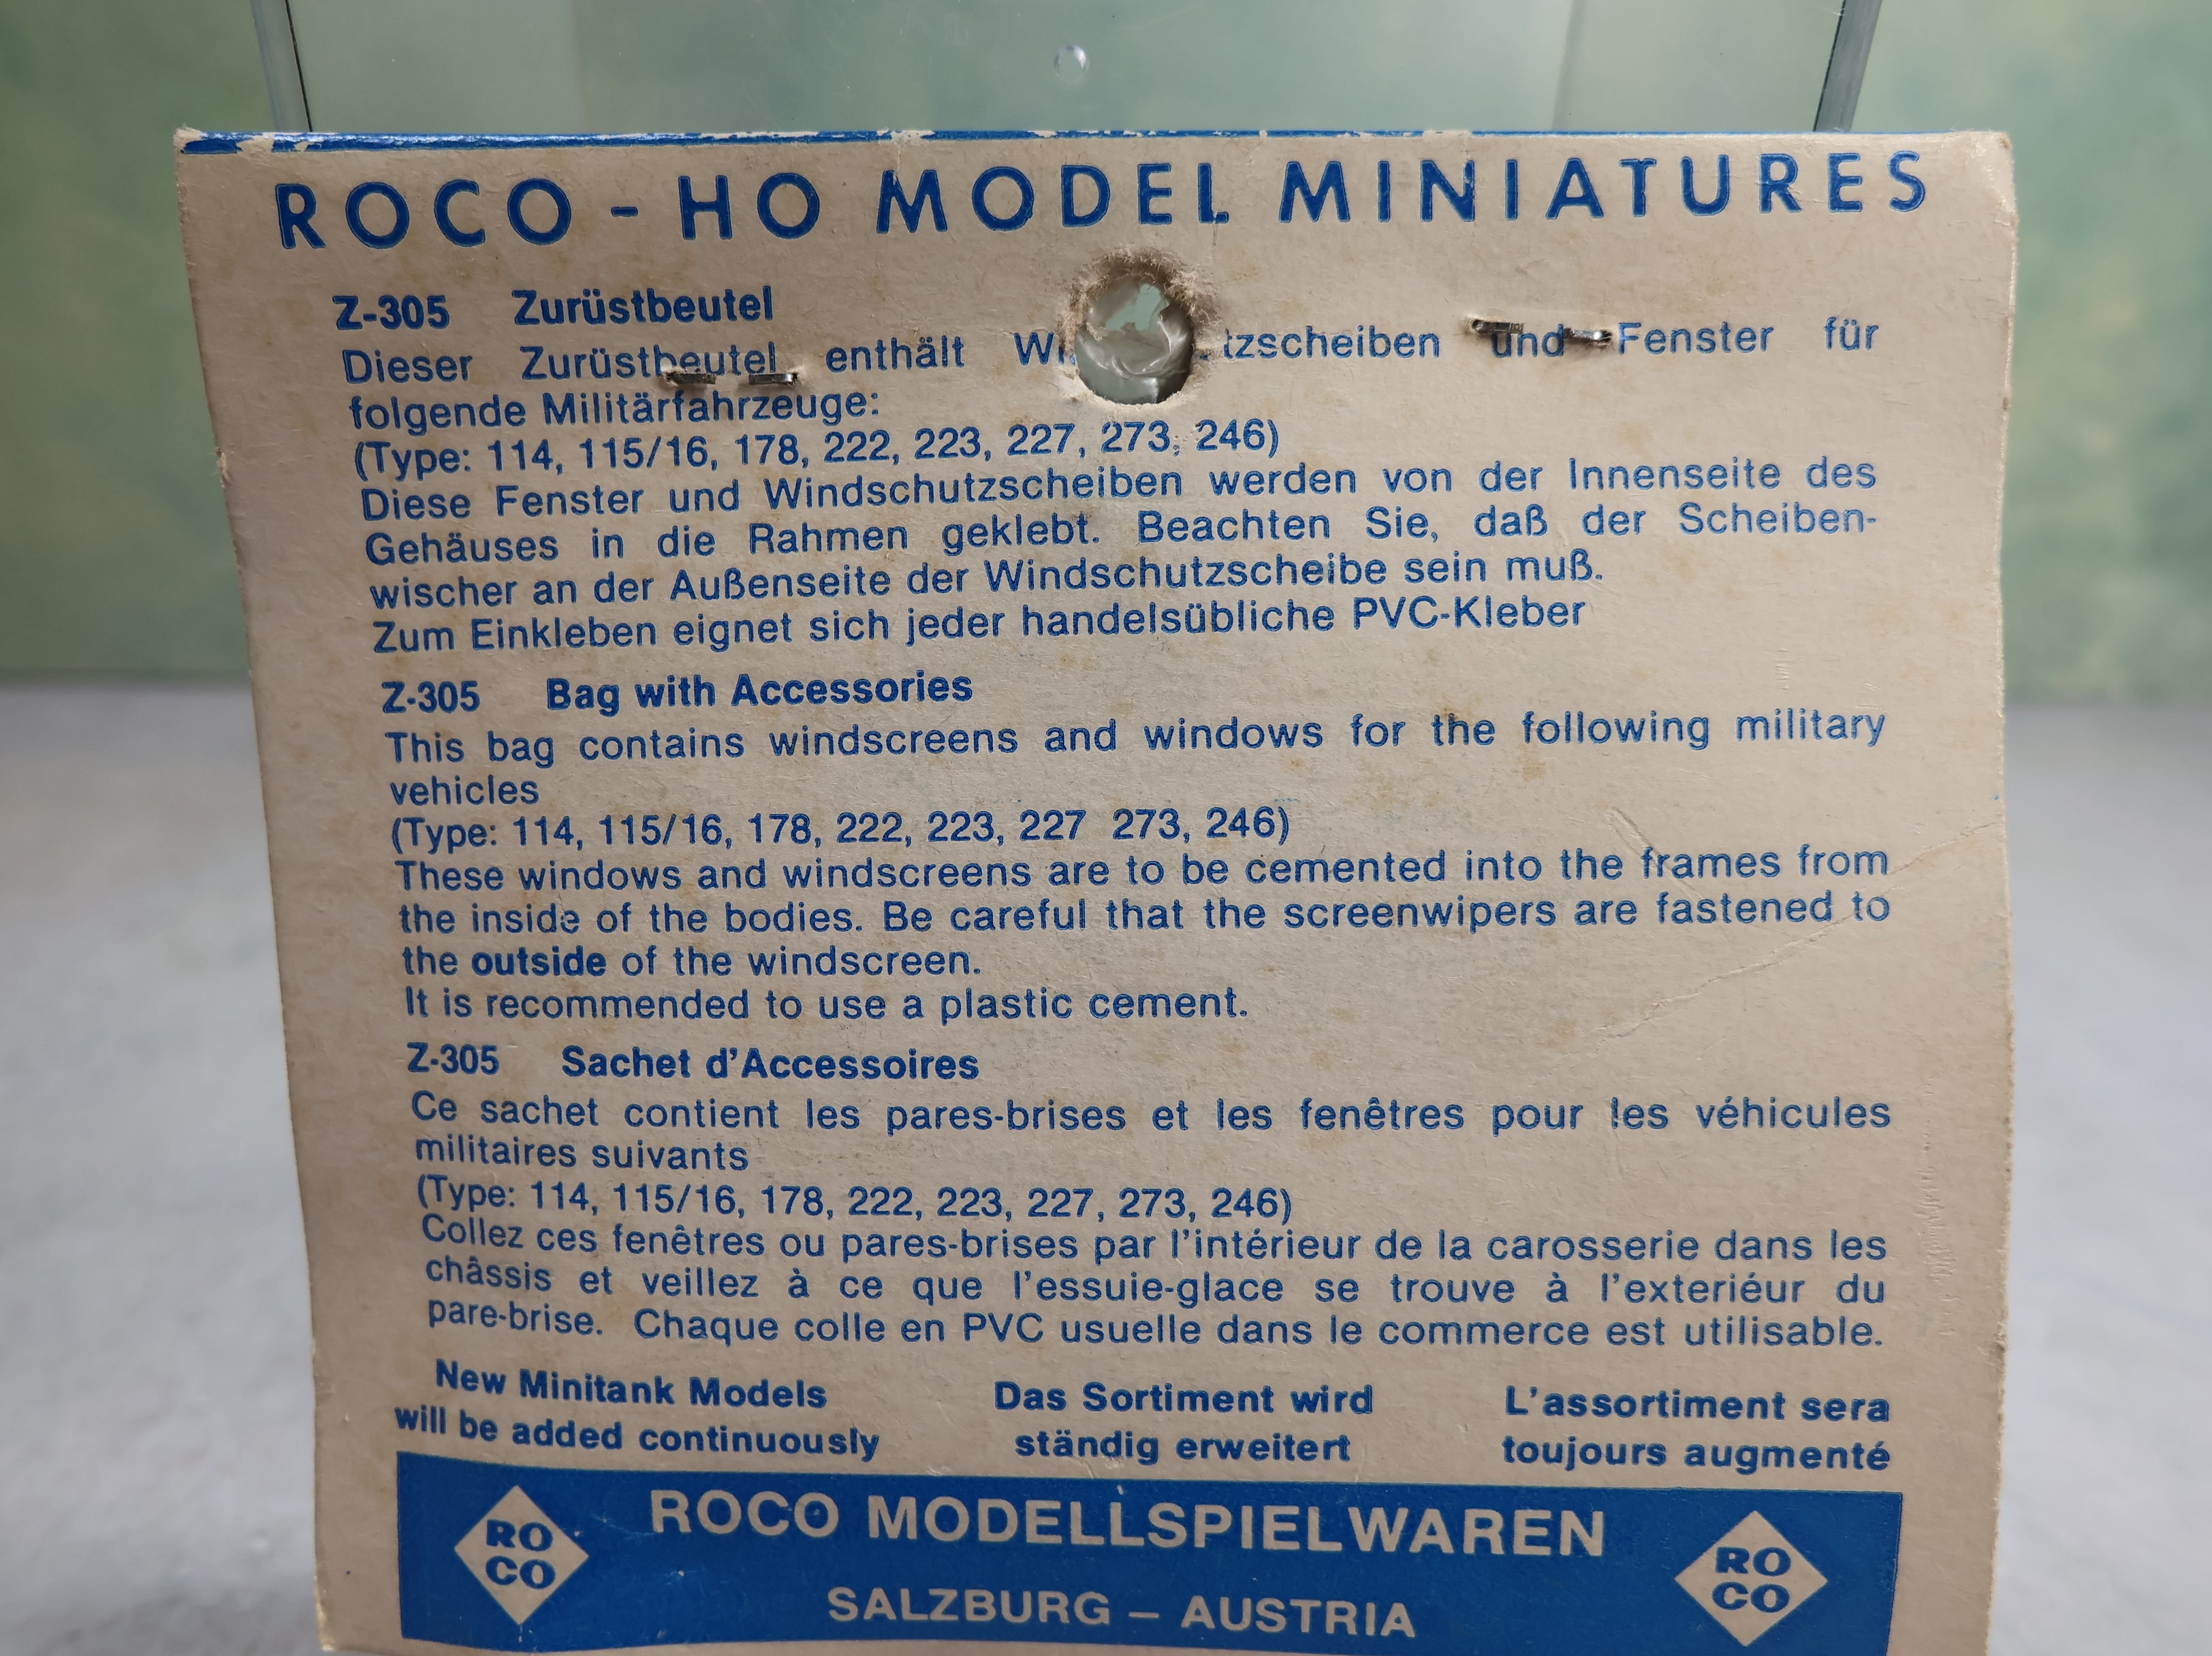 ROCO - HO MODEL MINIATURES
Z-305 Zurüstbeutel
Dieser Zurüstbeutel enthält und Fenster für
folgende Militärfahrzeuge:
(Type: 114, 115/16, 178, 222, 223, 227, 273, 246)
Diese Fenster und Windschutzscheiben werden von der Innenseite des
Gehäuses in die Rahmen geklebt. Beachten Sie, daß der Scheiben-
wischer an der Außenseite der Windschutzscheibe sein muß.
Zum Einkleben eignet sich jeder handelsübliche PVC-Kleber
Z-305 Bag with Accessories
This bag contains windscreens and windows for the following military
vehicles
(Type: 114, 115/16, 178, 222, 223, 227 273, 246)
These windows and windscreens are to be cemented into the frames from
the inside of the bodies. Be careful that the screenwipers are fastened to
the outside of the windscreen.
It is recommended to use a plastic cement.
Z-305 Sachet d'Accessoires
Ce sachet contient les pares-brises et les fenêtres pour les véhicules
militaires suivants
(Type: 114, 115/16, 178, 222, 223, 227, 273, 246)
Collez ces fenêtres ou pares-brises par l'intérieur de la carosserie dans les
châssis et veillez à ce que l'essuie-glace se trouve à l'exteriéur du
pare-brise. Chaque colle en PVC usuelle dans le commerce est utilisable.
New Minitank Models
will be added continuously
Das Sortiment wird
ständig erweitert
L'assortiment sera
toujours augmenté
RO
CO
ROCO MODELLSPIELWAREN
SALZBURG – AUSTRIA
RO
CO